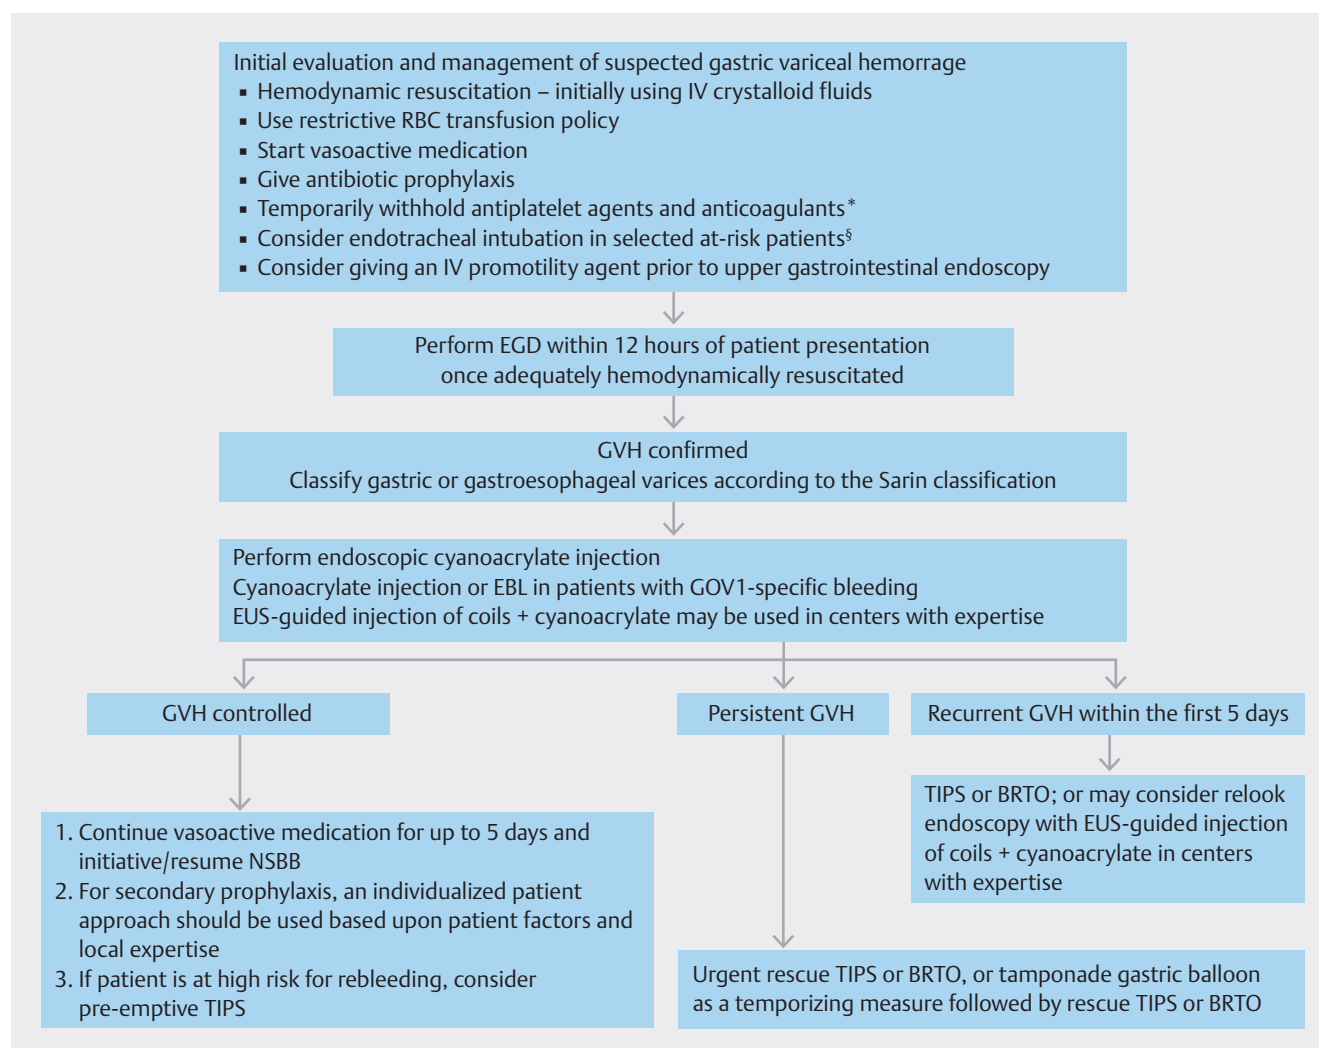 Initial evaluation and management of suspected gastric variceal hemorrage
▪ Hemodynamic resuscitation – initially using IV crystalloid fluids
▪ Use restrictive RBC transfusion policy
▪ Start vasoactive medication
▪ Give antibiotic prophylaxis
▪ Temporarily withhold antiplatelet agents and anticoagulants*
▪ Consider endotracheal intubation in selected at-risk patients§
▪ Consider giving an IV promotility agent prior to upper gastrointestinal endoscopy
Perform EGD within 12 hours of patient presentation
once adequately hemodynamically resuscitated
GVH confirmed
Classify gastric or gastroesophageal varices according to the Sarin classification
Perform endoscopic cyanoacrylate injection
Cyanoacrylate injection or EBL in patients with GOV1-specific bleeding
EUS-guided injection of coils + cyanoacrylate may be used in centers with expertise
GVH controlled
1. Continue vasoactive medication for up to 5 days and
initiative/resume NSBB
2. For secondary prophylaxis, an individualized patient
approach should be used based upon patient factors and
local expertise
3. If patient is at high risk for rebleeding, consider
pre-emptive TIPS
Persistent GVH
Urgent rescue TIPS or BRTO, or tamponade gastric balloon
as a temporizing measure followed by rescue TIPS or BRTO
Recurrent GVH within the first 5 days
TIPS or BRTO; or may consider relook
endoscopy with EUS-guided injection
of coils + cyanoacrylate in centers
with expertise